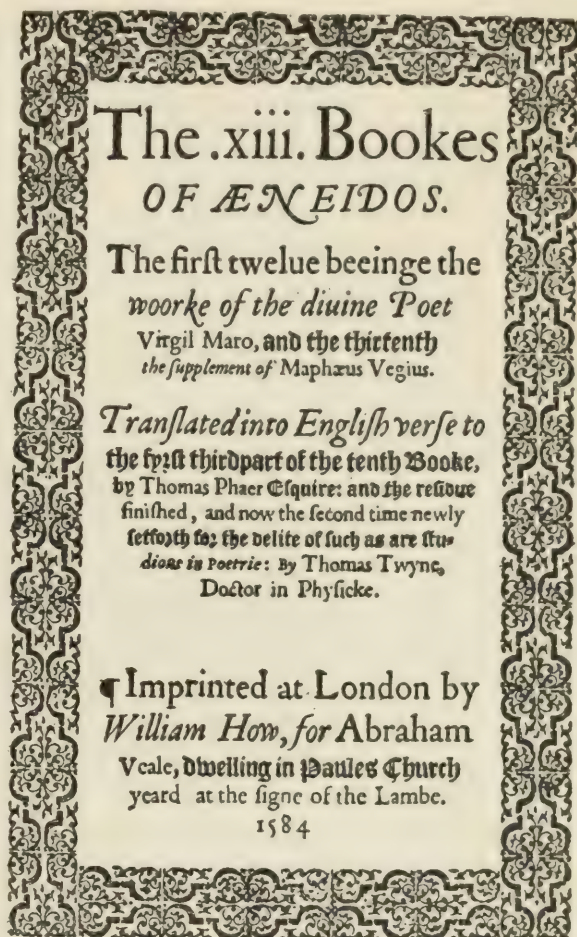 The .xiii. Bookes
OF ÆNEIDOS.
The firſt twelue beeinge the
woorke of the diuine Poet
Virgil Maro, and the thirtenth
the ſupplement of Maphæus Vegius.
Tranſlated into Engliſh verſe to
the fyrſt thirdpart of the tenth Booke,
by Thomas Phaer Eſquire: and the reſidue
finiſhed, and now the ſecond time newly
ſetforth for the delite of ſuch as are ſtu-
dious in Poetrie: By Thomas Twyne,
Doctor in Phyſicke.
¶ Imprinted at London by
William How, for Abraham
Veale, dwelling in Paules Church
yeard at the ſigne of the Lambe.
1584